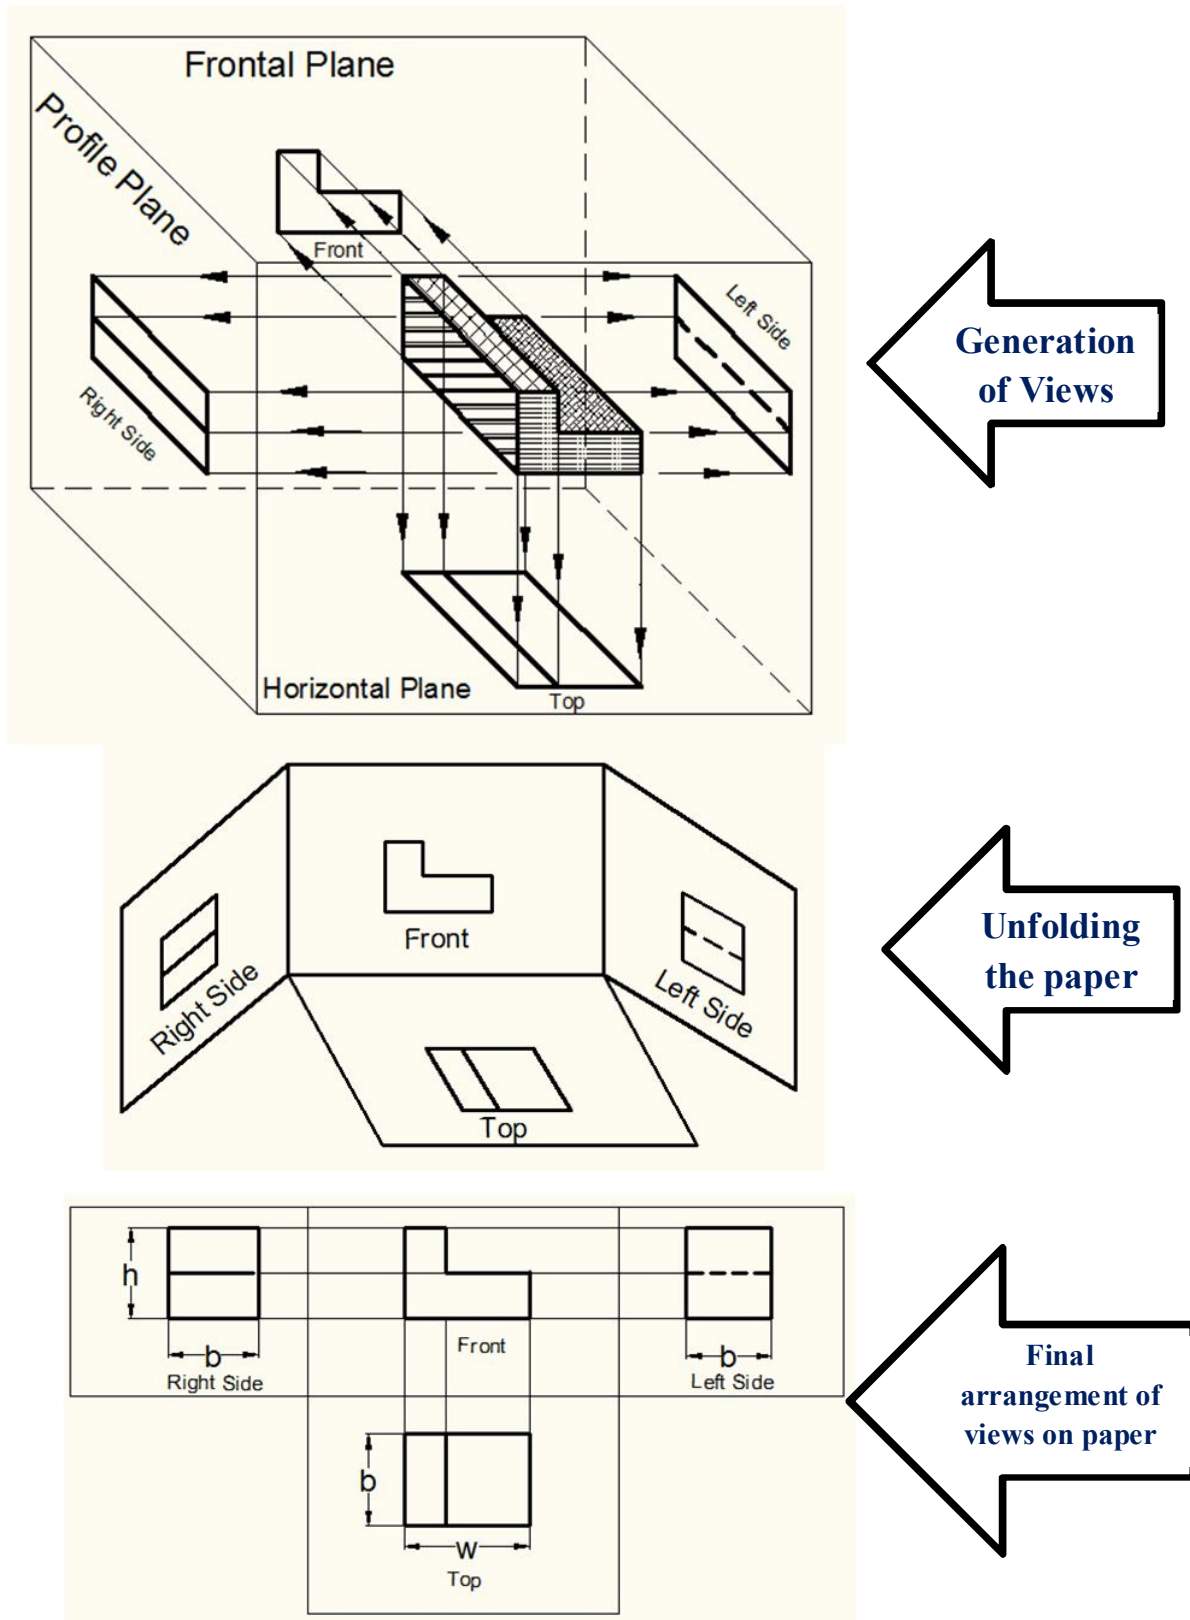 Frontal Plane
Profile Plane
Front
Left Side
Right Side
Horizontal Plane
Top
Generation
of Views
Front
Right Side
Left Side
Top
Unfolding
the paper
h
b
Right Side
Front
b
Left Side
b
w
Top
Final
arrangement of
views on paper